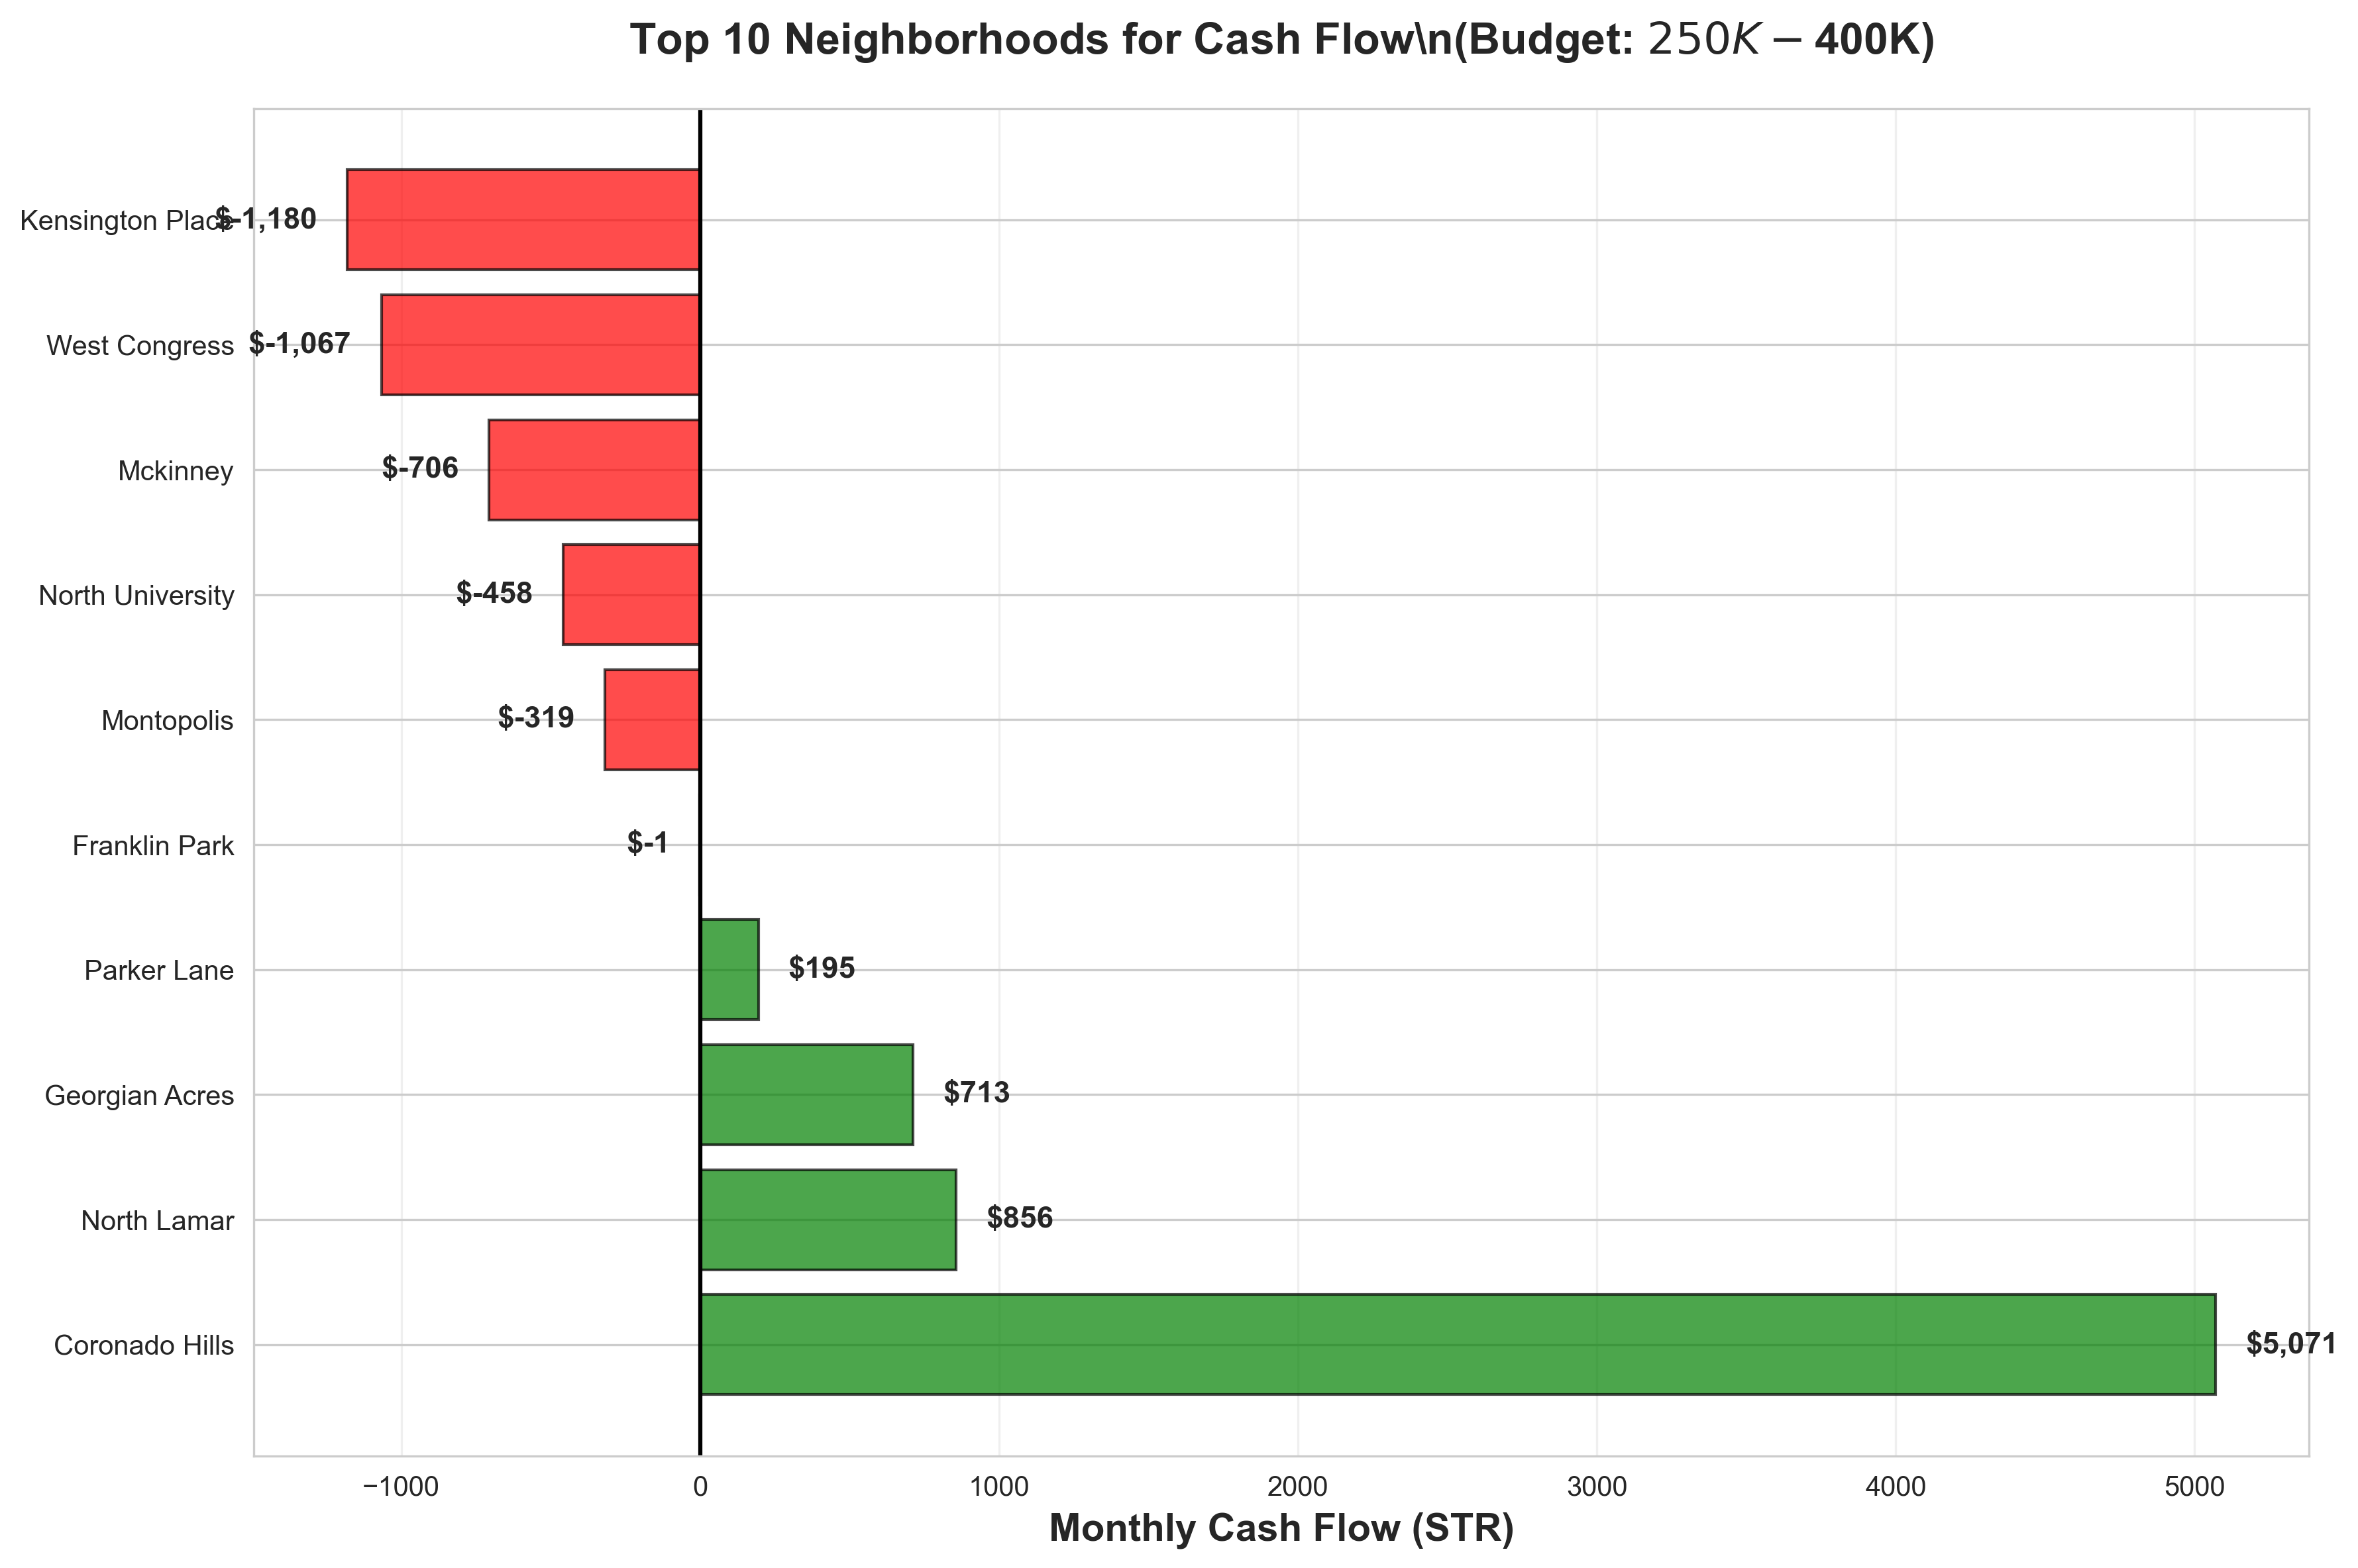 Top 10 Neighborhoods for Cash Flow\n(Budget: 250K − 400K)
Kensington Place $-1,180
West Congress $-1,067
Mckinney $-706
North University $-458
Montopolis $-319
Franklin Park $-1
Parker Lane $195
Georgian Acres $713
North Lamar $856
Coronado Hills $5,071
−1000 0 1000 2000 3000 4000 5000
Monthly Cash Flow (STR)